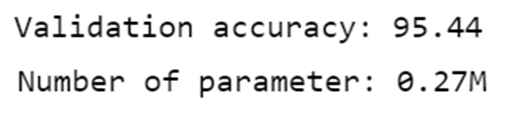 Validation accuracy: 95.44
Number of parameter: 0.27M